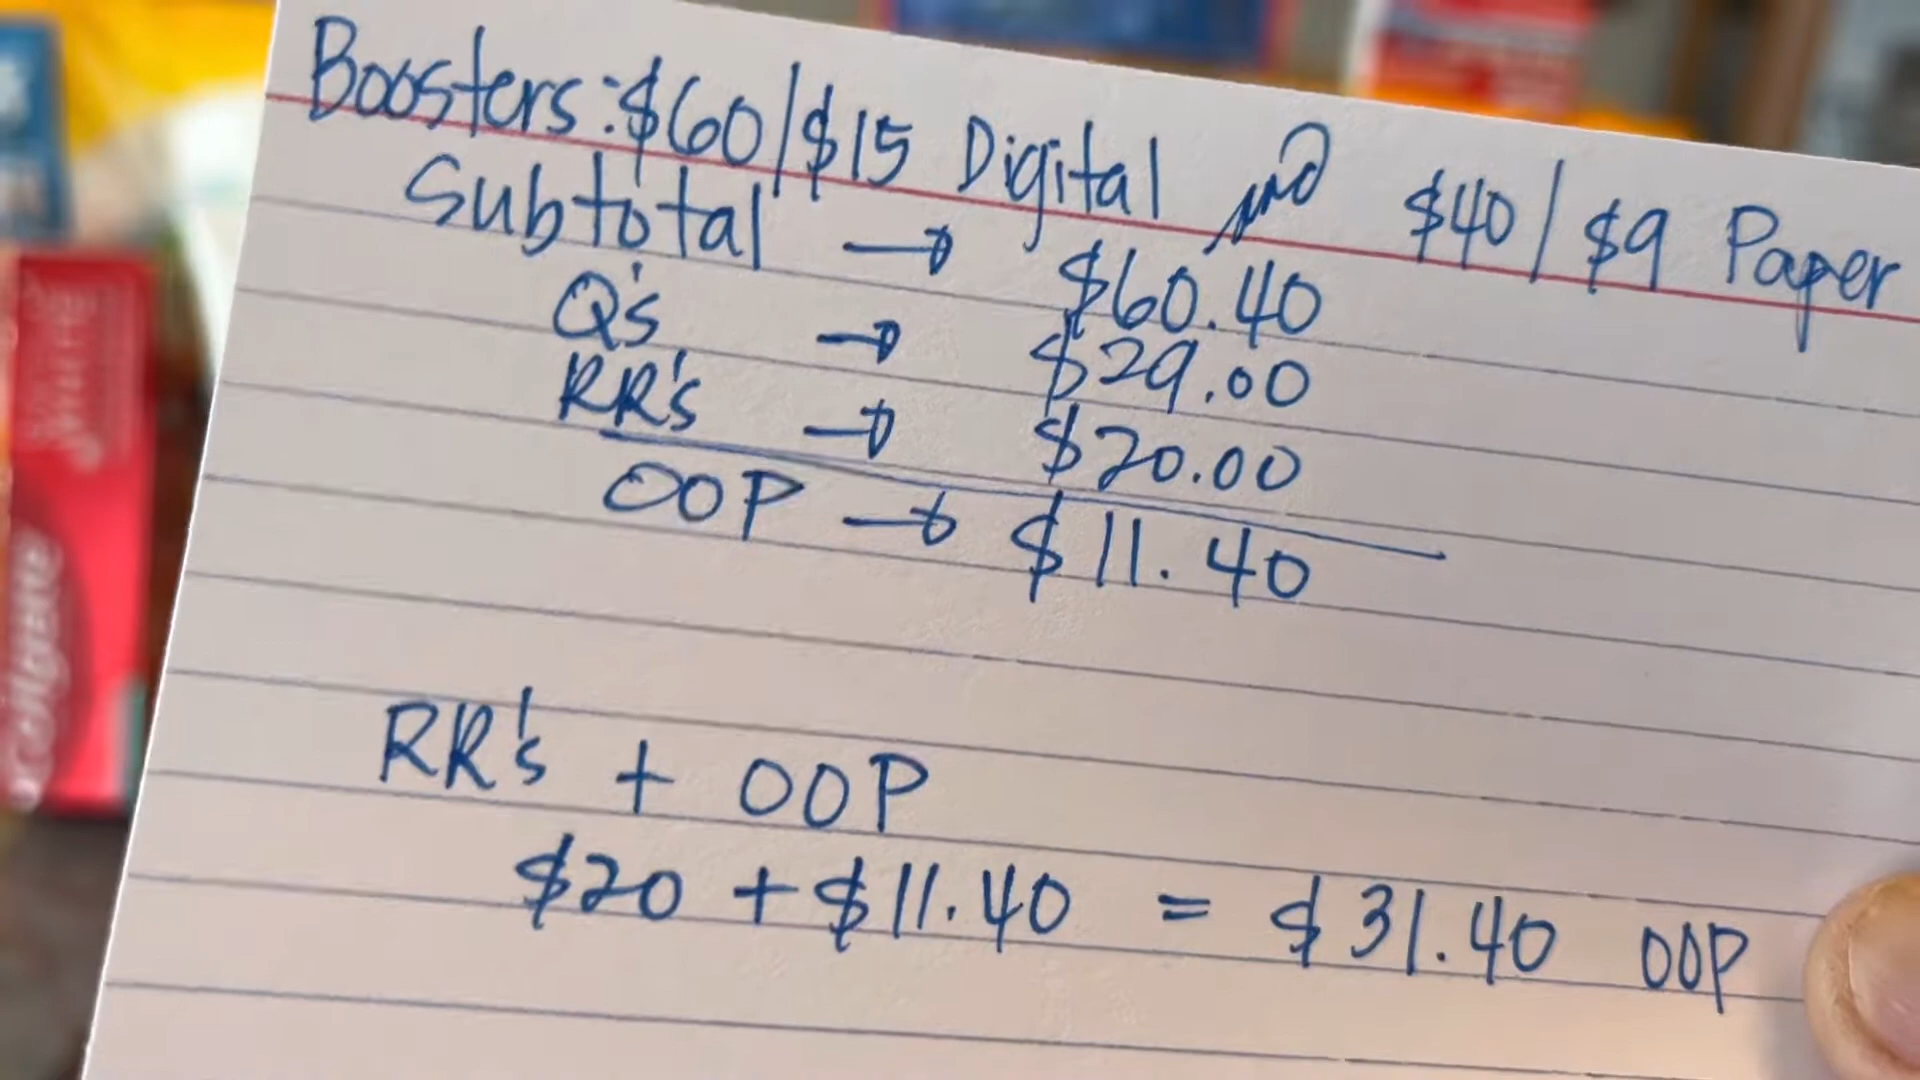 Boosters: $60/$15 Digital and $40/$9 Paper
Subtotal → $60.40
Q's → $29.00
RR's → $20.00
OOP → $11.40
RR's + OOP
$20 + $11.40 = $31.40 OOP
Colgate